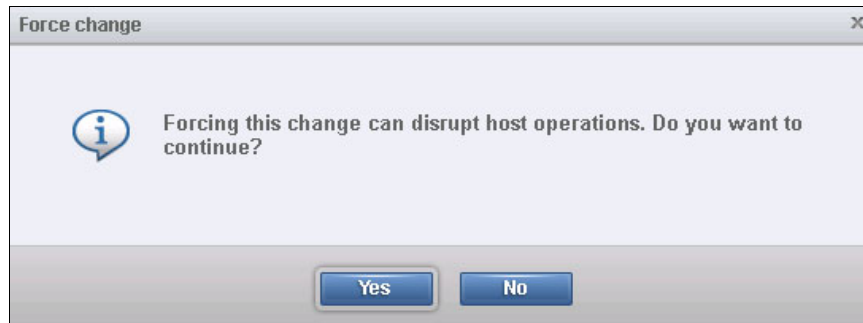 Force change
x
Forcing this change can disrupt host operations. Do you want to
continue?
Yes
No